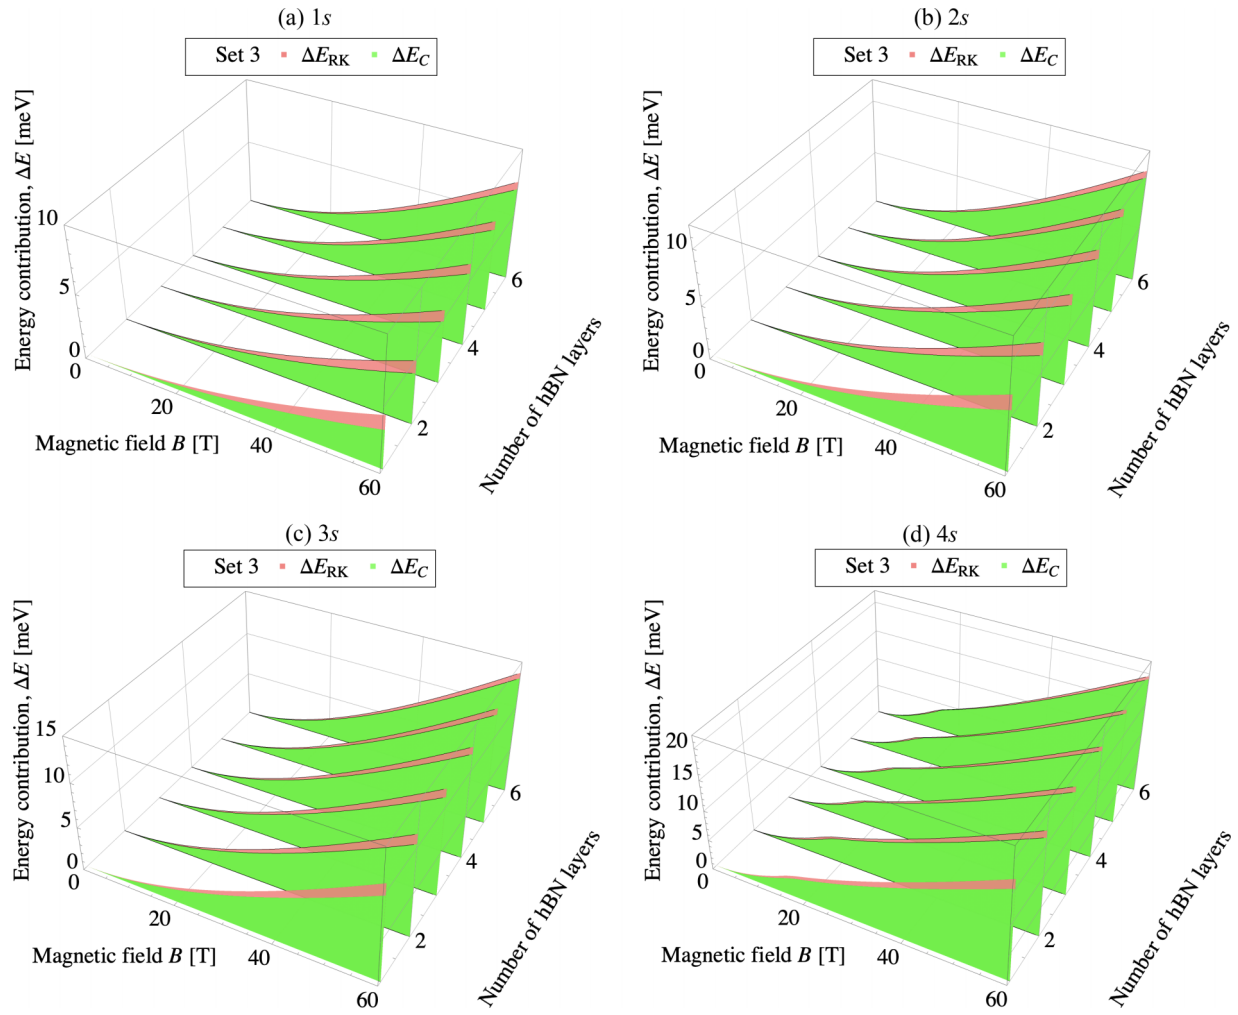 (a) 1s
Set 3 ΔE_RK ΔE_C
Energy contribution, ΔE [meV]
10
5
0
0
20
40
60
Magnetic field B [T]
2
4
6
Number of hBN layers
(b) 2s
Set 3 ΔE_RK ΔE_C
Energy contribution, ΔE [meV]
10
5
0
0
20
40
60
Magnetic field B [T]
2
4
6
Number of hBN layers
(c) 3s
Set 3 ΔE_RK ΔE_C
Energy contribution, ΔE [meV]
15
10
5
0
0
20
40
60
Magnetic field B [T]
2
4
6
Number of hBN layers
(d) 4s
Set 3 ΔE_RK ΔE_C
Energy contribution, ΔE [meV]
20
15
10
5
0
0
20
40
60
Magnetic field B [T]
2
4
6
Number of hBN layers